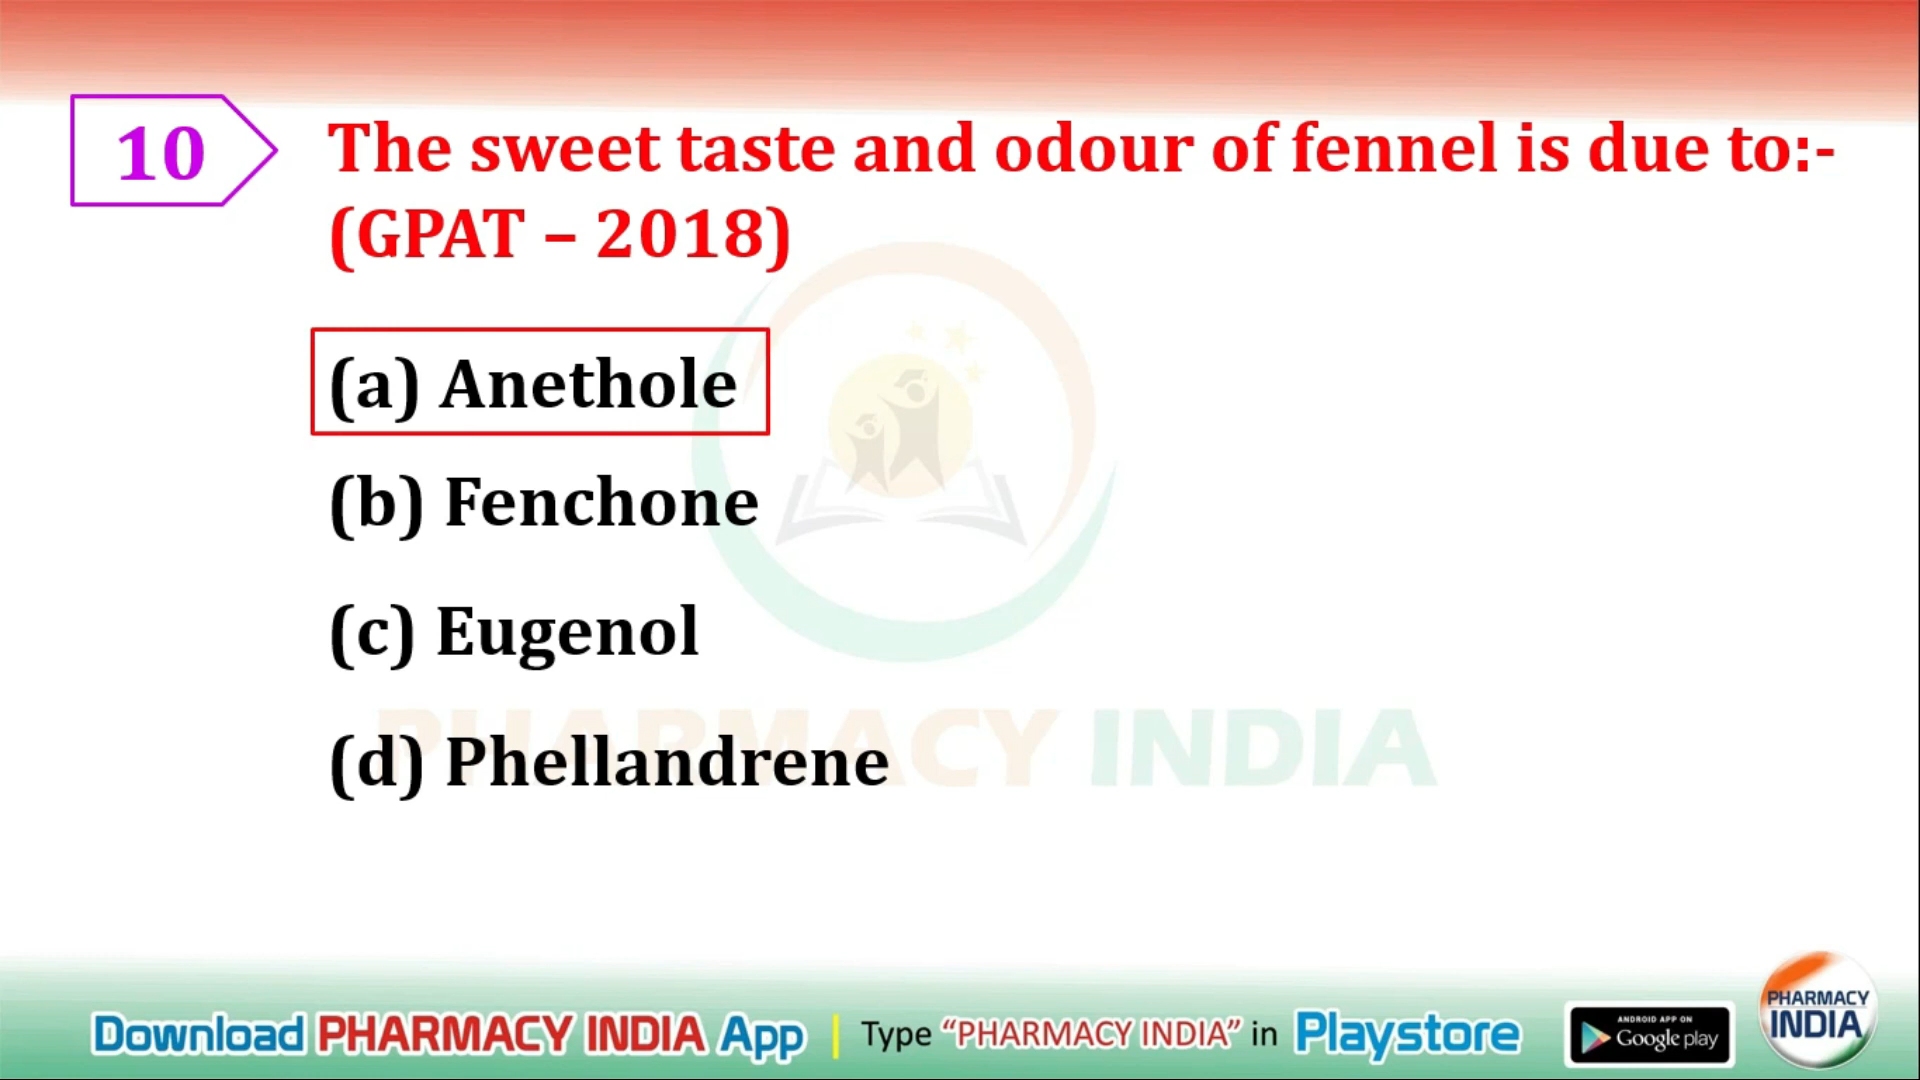 10
The sweet taste and odour of fennel is due to:-
(GPAT – 2018)
(a) Anethole
(b) Fenchone
(c) Eugenol
(d) Phellandrene
PHARMACY INDIA
Download PHARMACY INDIA App | Type “PHARMACY INDIA” in Playstore
ANDROID APP ON
Google play
PHARMACY
INDIA